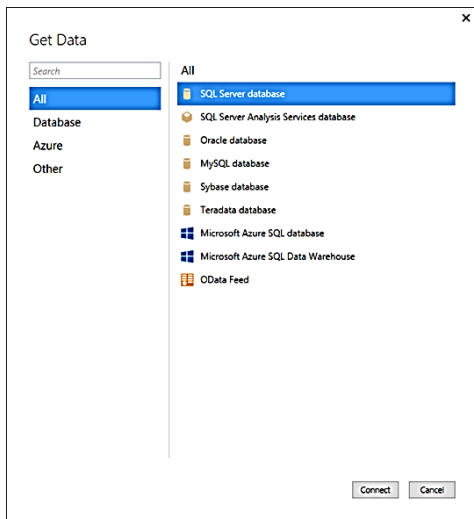 Get Data
Search
All
Database
Azure
Other
All
SQL Server database
SQL Server Analysis Services database
Oracle database
MySQL database
Sybase database
Teradata database
Microsoft Azure SQL database
Microsoft Azure SQL Data Warehouse
OData Feed
Connect Cancel